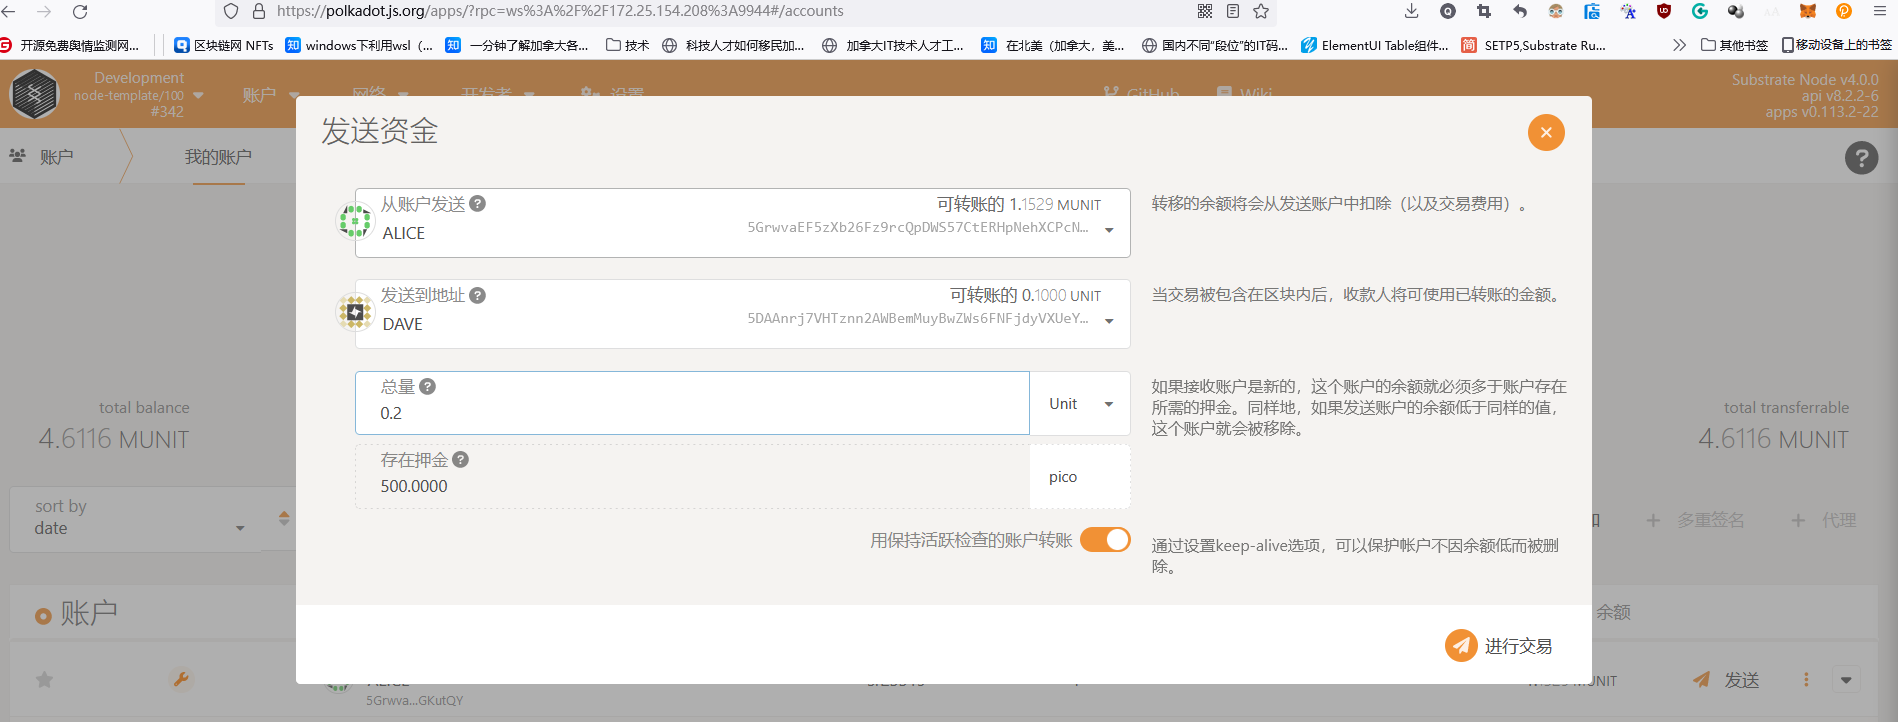 https://polkadot.js.org/apps/?rpc=ws%3A%2F%2F172.25.154.208%3A9944#/accounts
开源免费舆情监测网...
区块链网 NFTs
windows下利用wsl（...
一分钟了解加拿大各...
技术
科技人才如何移民加...
加拿大IT技术人才工...
在北美（加拿大，美...
国内不同“段位”的IT码...
ElementUI Table组件...
SETP5,Substrate Ru...
其他书签
移动设备上的书签
Development
node-template/100
#342
账户
网络
开发者
设置
GitHub
Wiki
Substrate Node v4.0.0
api v8.2.2-6
apps v0.113.2-22
账户
我的账户
发送资金
从账户发送
可转账的 1.1529 MUNIT
ALICE
5GrwvaEF5zXb26Fz9rcQpDWS57CtERHpNehXCPcN...
转移的余额将会从发送账户中扣除（以及交易费用）。
发送到地址
可转账的 0.1000 UNIT
DAVE
5DAAnrj7VHTznn2AWBemMuyBwZWs6FNFjdyVXUeY...
当交易被包含在区块内后，收款人将可使用已转账的金额。
总量
0.2
Unit
如果接收账户是新的，这个账户的余额就必须多于账户存在
所需的押金。同样地，如果发送账户的余额低于同样的值，
这个账户就会被移除。
存在押金
500.0000
pico
用保持活跃检查的账户转账
通过设置keep-alive选项，可以保护帐户不因余额低而被删
除。
进行交易
total balance
4.6116 MUNIT
total transferrable
4.6116 MUNIT
sort by
date
多重签名
代理
账户
余额
5Grwva...GKutQY
发送